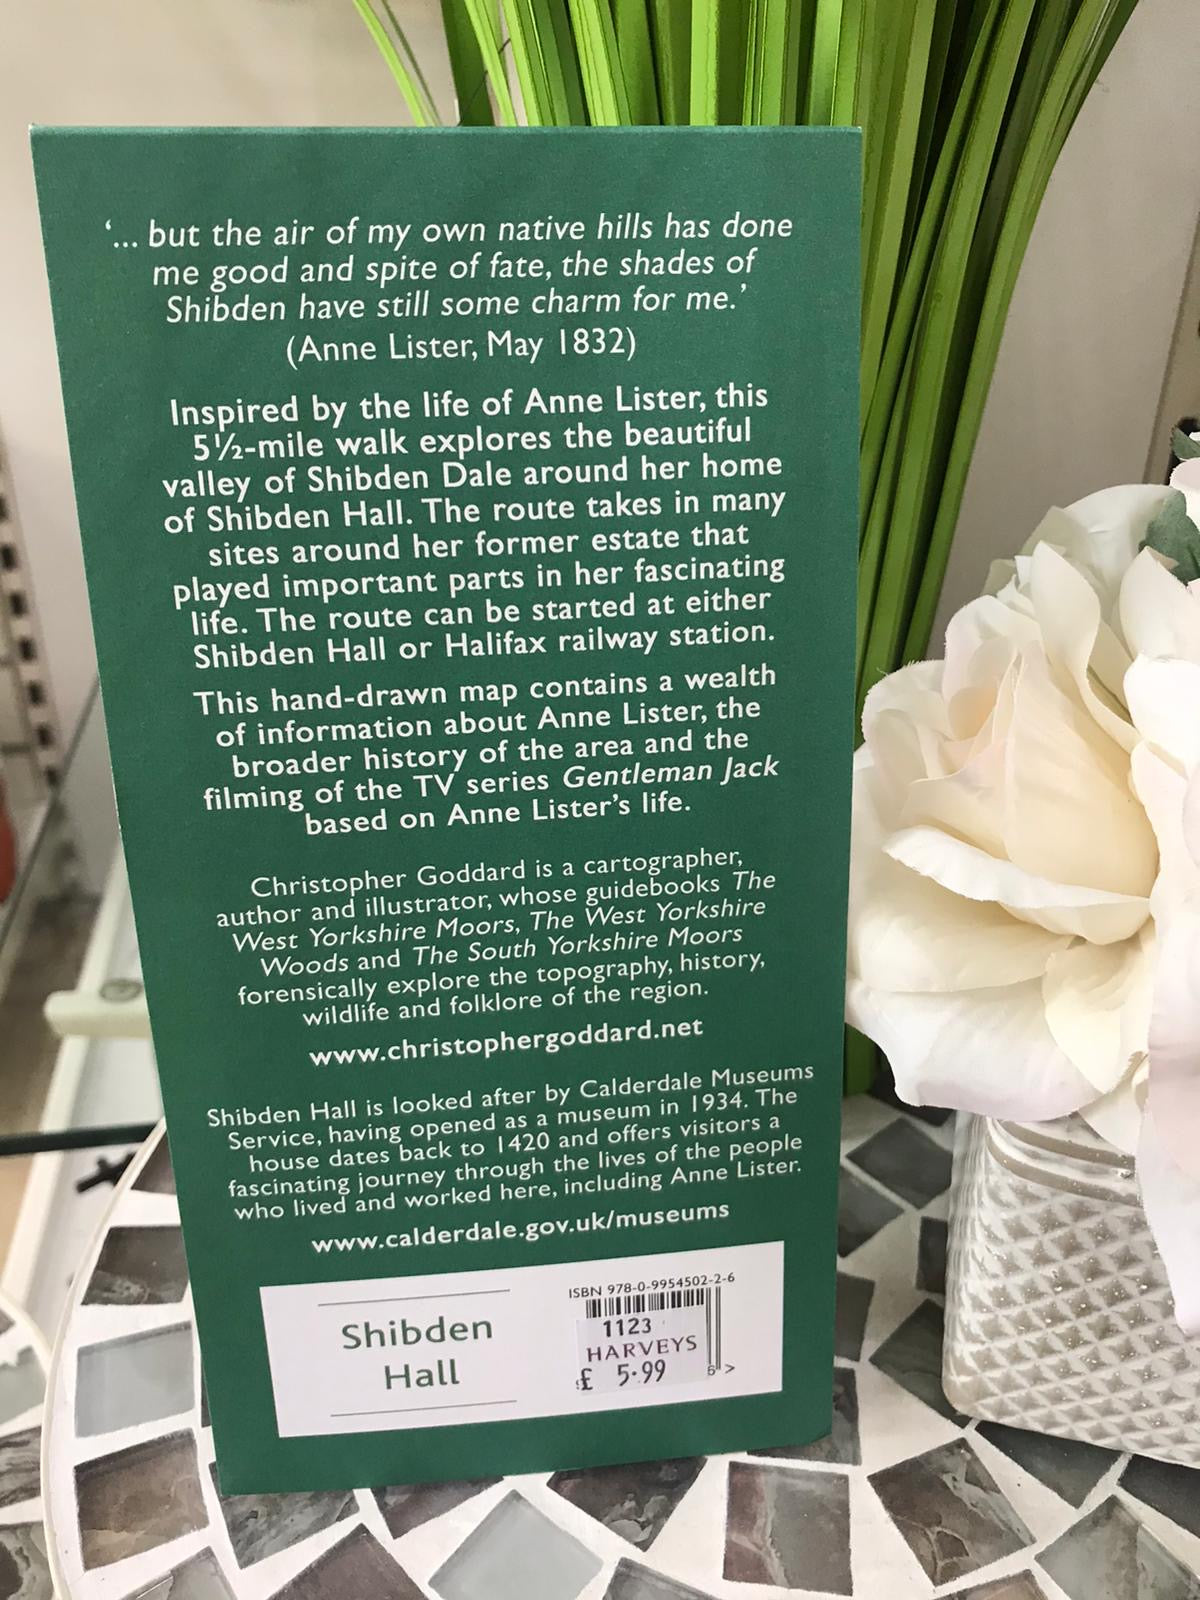 ‘... but the air of my own native hills has done
me good and spite of fate, the shades of
Shibden have still some charm for me.’
(Anne Lister, May 1832)
Inspired by the life of Anne Lister, this
5½-mile walk explores the beautiful
valley of Shibden Dale around her home
of Shibden Hall. The route takes in many
sites around her former estate that
played important parts in her fascinating
life. The route can be started at either
Shibden Hall or Halifax railway station.
This hand-drawn map contains a wealth
of information about Anne Lister, the
broader history of the area and the
filming of the TV series Gentleman Jack
based on Anne Lister’s life.
Christopher Goddard is a cartographer,
author and illustrator, whose guidebooks The
West Yorkshire Moors, The West Yorkshire
Woods and The South Yorkshire Moors
forensically explore the topography, history,
wildlife and folklore of the region.
www.christophergoddard.net
Shibden Hall is looked after by Calderdale Museums
Service, having opened as a museum in 1934. The
house dates back to 1420 and offers visitors a
fascinating journey through the lives of the people
who lived and worked here, including Anne Lister.
www.calderdale.gov.uk/museums
Shibden
Hall
ISBN 978-0-9954502-2-6
1123
HARVEYS
£ 5.99
6 >